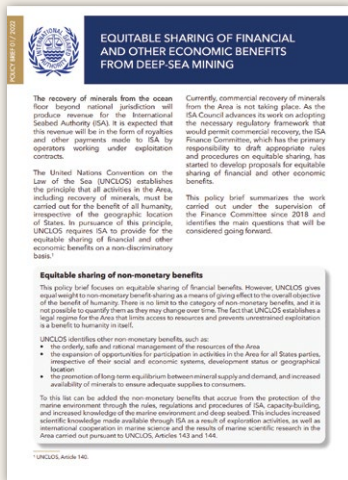 POLICY BRIEF 01 / 2022
INTERNATIONAL SEABED AUTHORITY
EQUITABLE SHARING OF FINANCIAL
AND OTHER ECONOMIC BENEFITS
FROM DEEP-SEA MINING
The recovery of minerals from the ocean
floor beyond national jurisdiction will
produce revenue for the International
Seabed Authority (ISA). It is expected that
this revenue will be in the form of royalties
and other payments made to ISA by
operators working under exploitation
contracts.
The United Nations Convention on the
Law of the Sea (UNCLOS) establishes
the principle that all activities in the Area,
including recovery of minerals, must be
carried out for the benefit of all humanity,
irrespective of the geographic location
of States. In pursuance of this principle,
UNCLOS requires ISA to provide for the
equitable sharing of financial and other
economic benefits on a non-discriminatory
basis.¹
Currently, commercial recovery of minerals
from the Area is not taking place. As the
ISA Council advances its work on adopting
the necessary regulatory framework that
would permit commercial recovery, the ISA
Finance Committee, which has the primary
responsibility to draft appropriate rules
and procedures on equitable sharing, has
started to develop proposals for equitable
sharing of financial and other economic
benefits.
This policy brief summarizes the work
carried out under the supervision of
the Finance Committee since 2018 and
identifies the main questions that will be
considered going forward.
Equitable sharing of non-monetary benefits
This policy brief focuses on equitable sharing of financial benefits. However, UNCLOS gives
equal weight to non-monetary benefit-sharing as a means of giving effect to the overall objective
of the benefit of humanity. There is no limit to the category of non-monetary benefits, and it is
not possible to quantify them as they may change over time. The fact that UNCLOS establishes a
legal regime for the Area that limits access to resources and prevents unrestrained exploitation
is a benefit to humanity in itself.
UNCLOS identifies other non-monetary benefits, such as:
• the orderly, safe and rational management of the resources of the Area
• the expansion of opportunities for participation in activities in the Area for all States parties,
irrespective of their social and economic systems, development status or geographical
location
• the promotion of long-term equilibrium between mineral supply and demand, and increased
availability of minerals to ensure adequate supplies to consumers.
To this list can be added the non-monetary benefits that accrue from the protection of the
marine environment through the rules, regulations and procedures of ISA, capacity-building,
and increased knowledge of the marine environment and deep seabed. This includes increased
scientific knowledge made available through ISA as a result of exploration activities, as well as
international cooperation in marine science and the results of marine scientific research in the
Area carried out pursuant to UNCLOS, Articles 143 and 144.
¹ UNCLOS, Article 140.